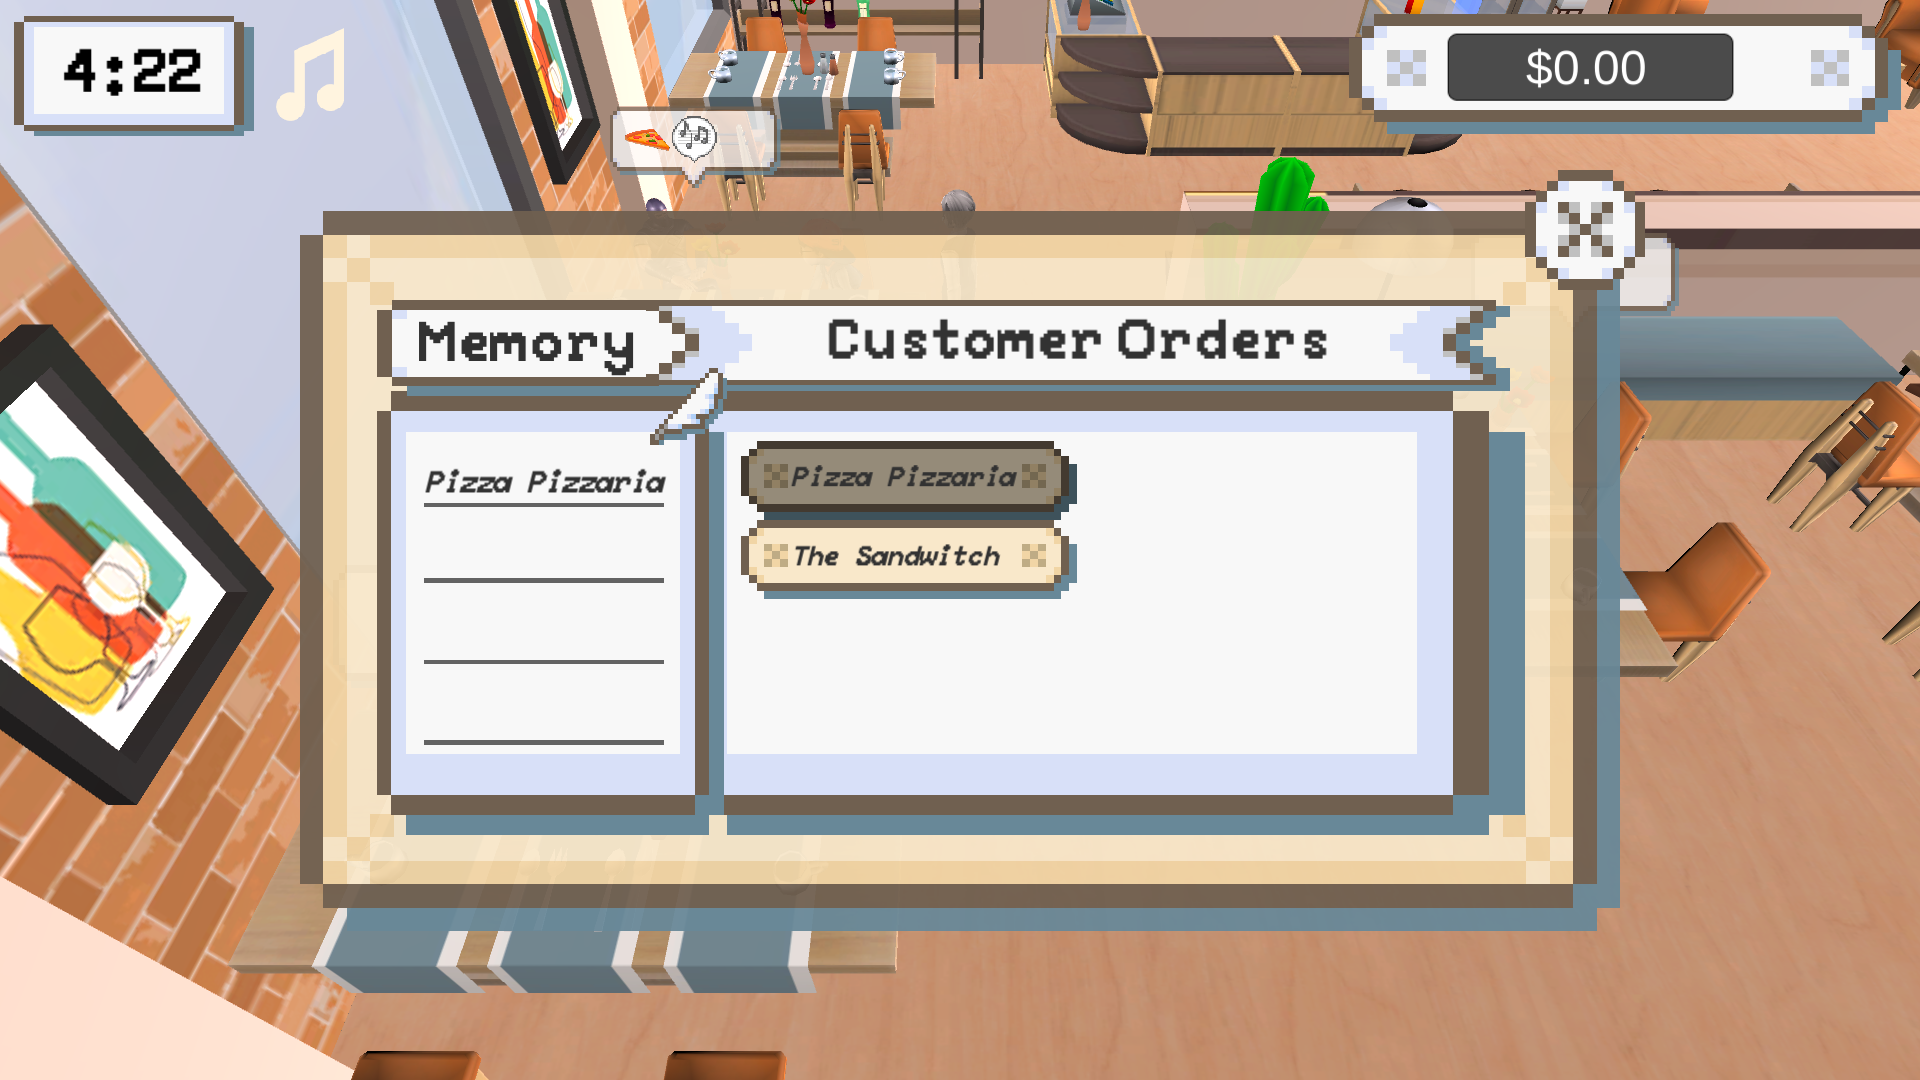 4:22
$0.00
Memory
Customer Orders
Pizza Pizzaria
Pizza Pizzaria
The Sandwitch